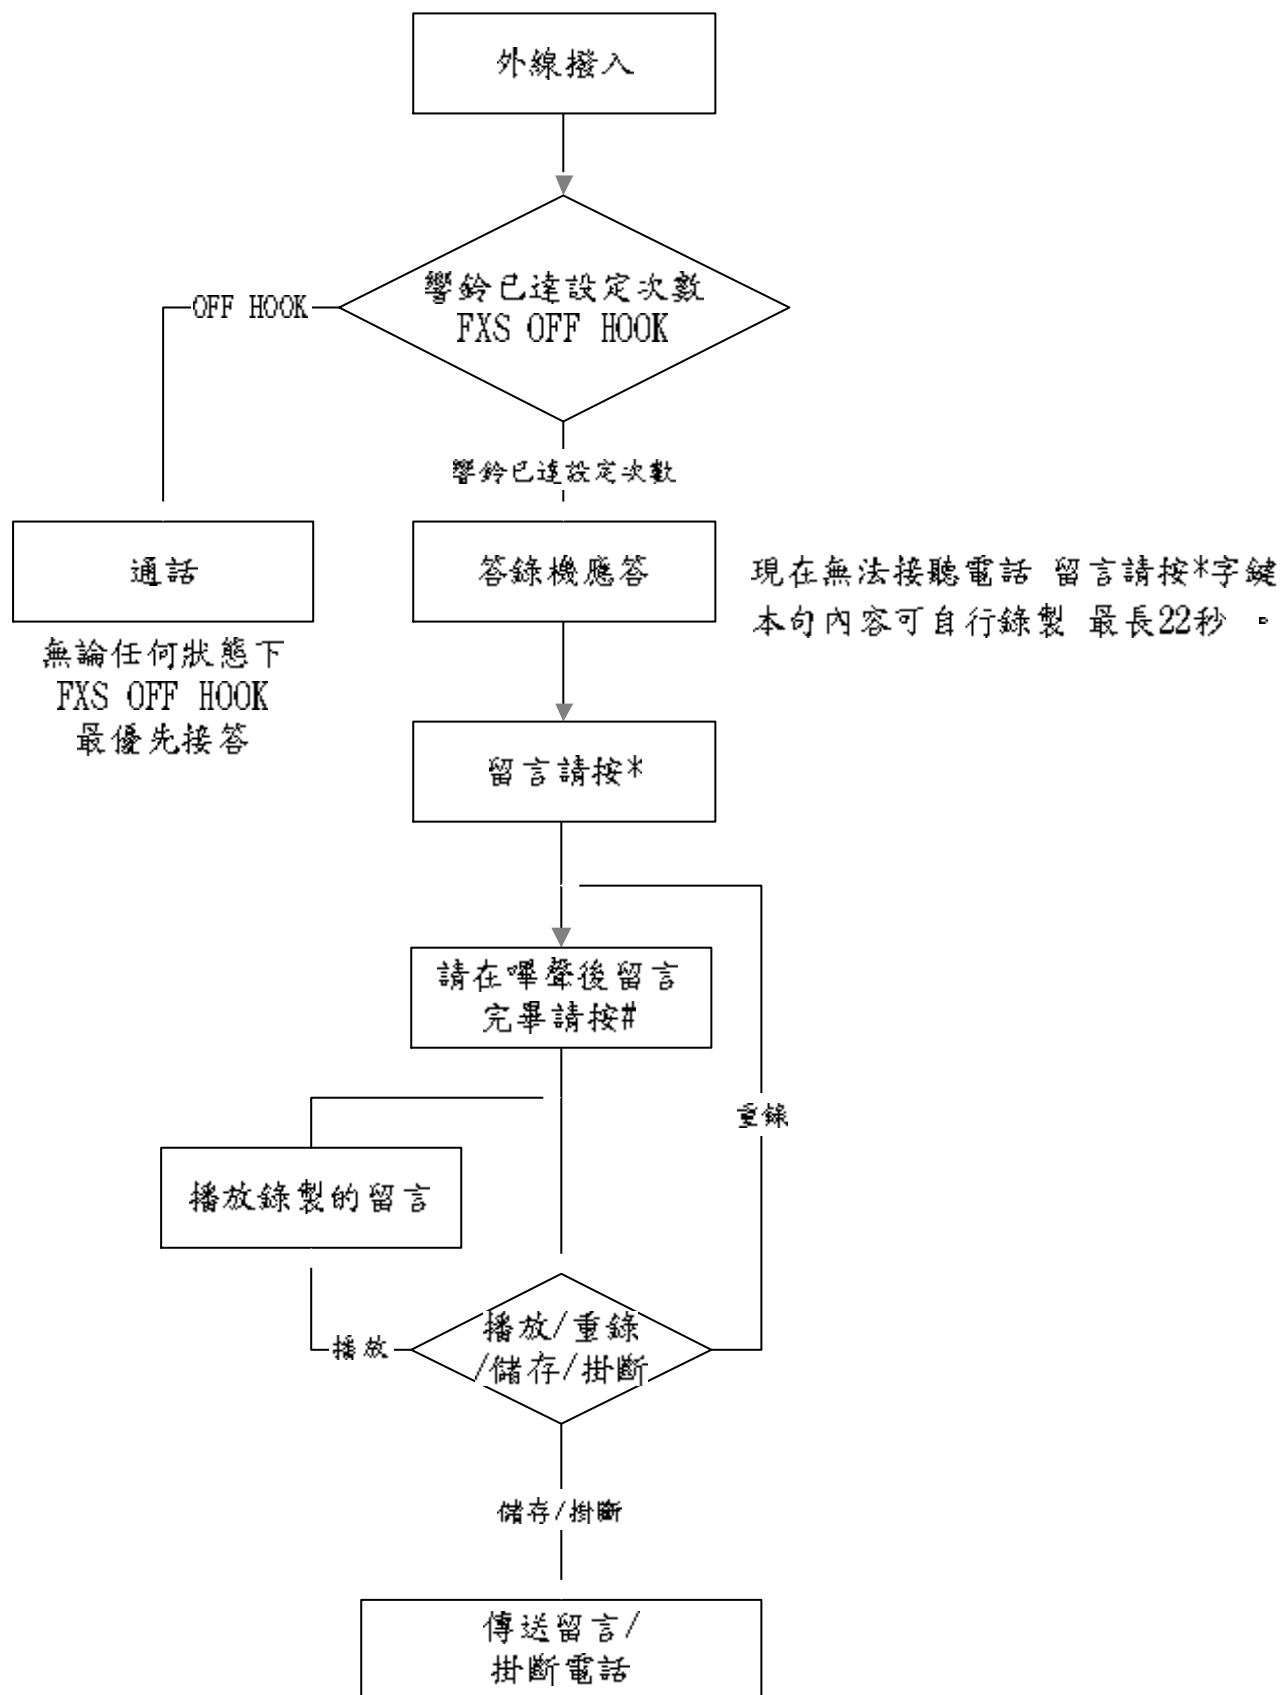 外線撥入
響鈴已達設定次數
FXS OFF HOOK
OFF HOOK
響鈴已達設定次數
通話
無論任何狀態下
FXS OFF HOOK
最優先接答
答錄機應答
現在無法接聽電話 留言請按*字鍵
本句內容可自行錄製 最長22秒 。
留言請按*
請在嗶聲後留言
完畢請按#
重錄
播放錄製的留言
播放
播放/重錄
/儲存/掛斷
儲存/掛斷
傳送留言/
掛斷電話